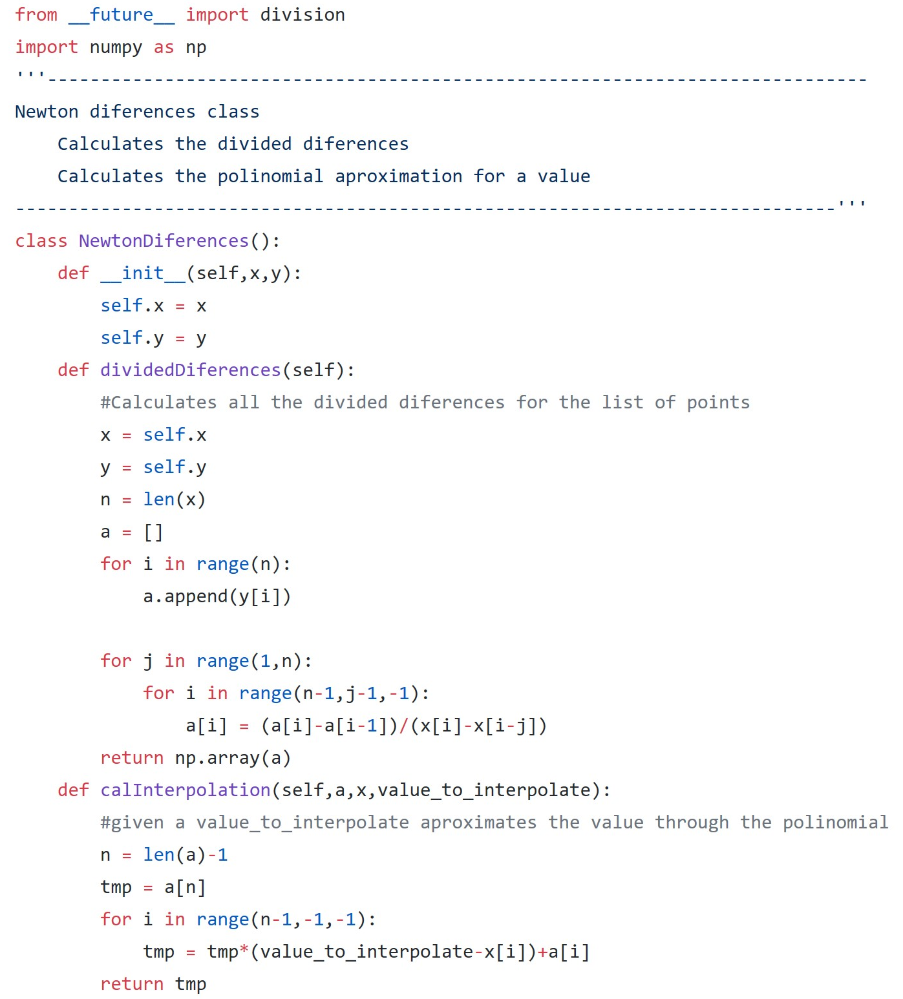 from __future__ import division
import numpy as np
'''-----------------------------------------------------------------------------
Newton diferences class
    Calculates the divided diferences
    Calculates the polinomial aproximation for a value
-----------------------------------------------------------------------------'''
class NewtonDiferences():
    def __init__(self,x,y):
        self.x = x
        self.y = y
    def dividedDiferences(self):
        #Calculates all the divided diferences for the list of points
        x = self.x
        y = self.y
        n = len(x)
        a = []
        for i in range(n):
            a.append(y[i])

        for j in range(1,n):
            for i in range(n-1,j-1,-1):
                a[i] = (a[i]-a[i-1])/(x[i]-x[i-j])
        return np.array(a)
    def calInterpolation(self,a,x,value_to_interpolate):
        #given a value_to_interpolate aproximates the value through the polinomial
        n = len(a)-1
        tmp = a[n]
        for i in range(n-1,-1,-1):
            tmp = tmp*(value_to_interpolate-x[i])+a[i]
        return tmp